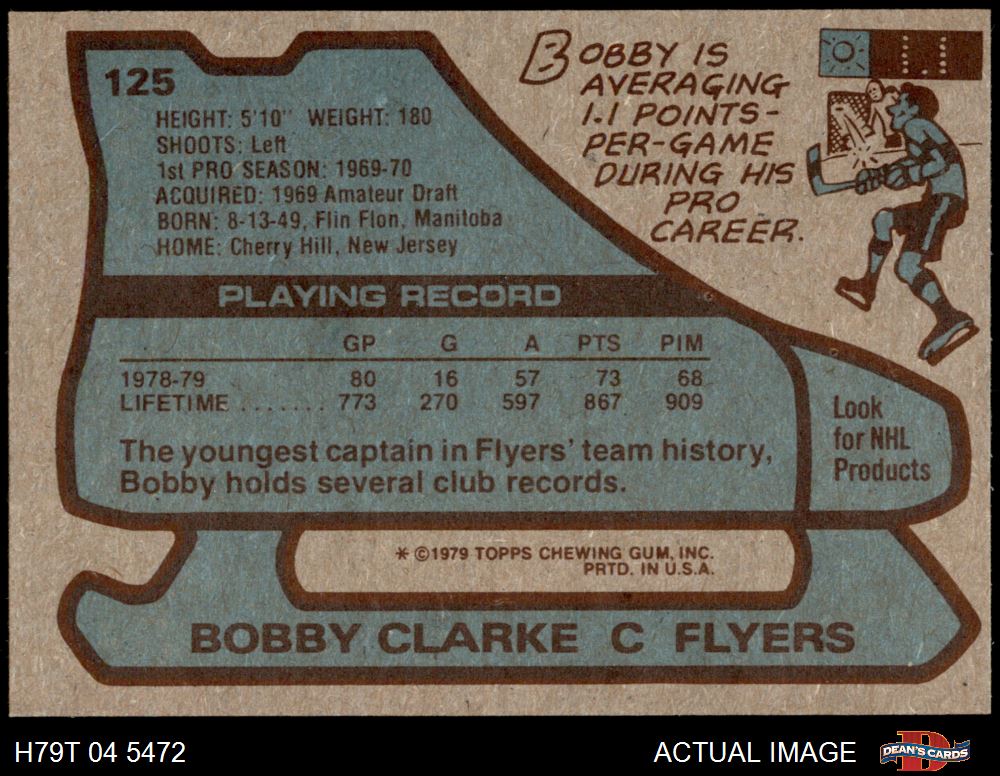 125
HEIGHT: 5'10" WEIGHT: 180
SHOOTS: Left
1st PRO SEASON: 1969-70
ACQUIRED: 1969 Amateur Draft
BORN: 8-13-49, Flin Flon, Manitoba
HOME: Cherry Hill, New Jersey
BOBBY IS
AVERAGING
1.1 POINTS-
PER-GAME
DURING HIS
PRO
CAREER.
1.1
PLAYING RECORD
GP G A PTS PIM
1978-79 80 16 57 73 68
LIFETIME ....... 773 270 597 867 909
The youngest captain in Flyers' team history,
Bobby holds several club records.
Look
for NHL
Products
* ©1979 TOPPS CHEWING GUM, INC.
PRTD. IN U.S.A.
BOBBY CLARKE C FLYERS
H79T 04 5472
ACTUAL IMAGE
D
DEAN'S CARDS